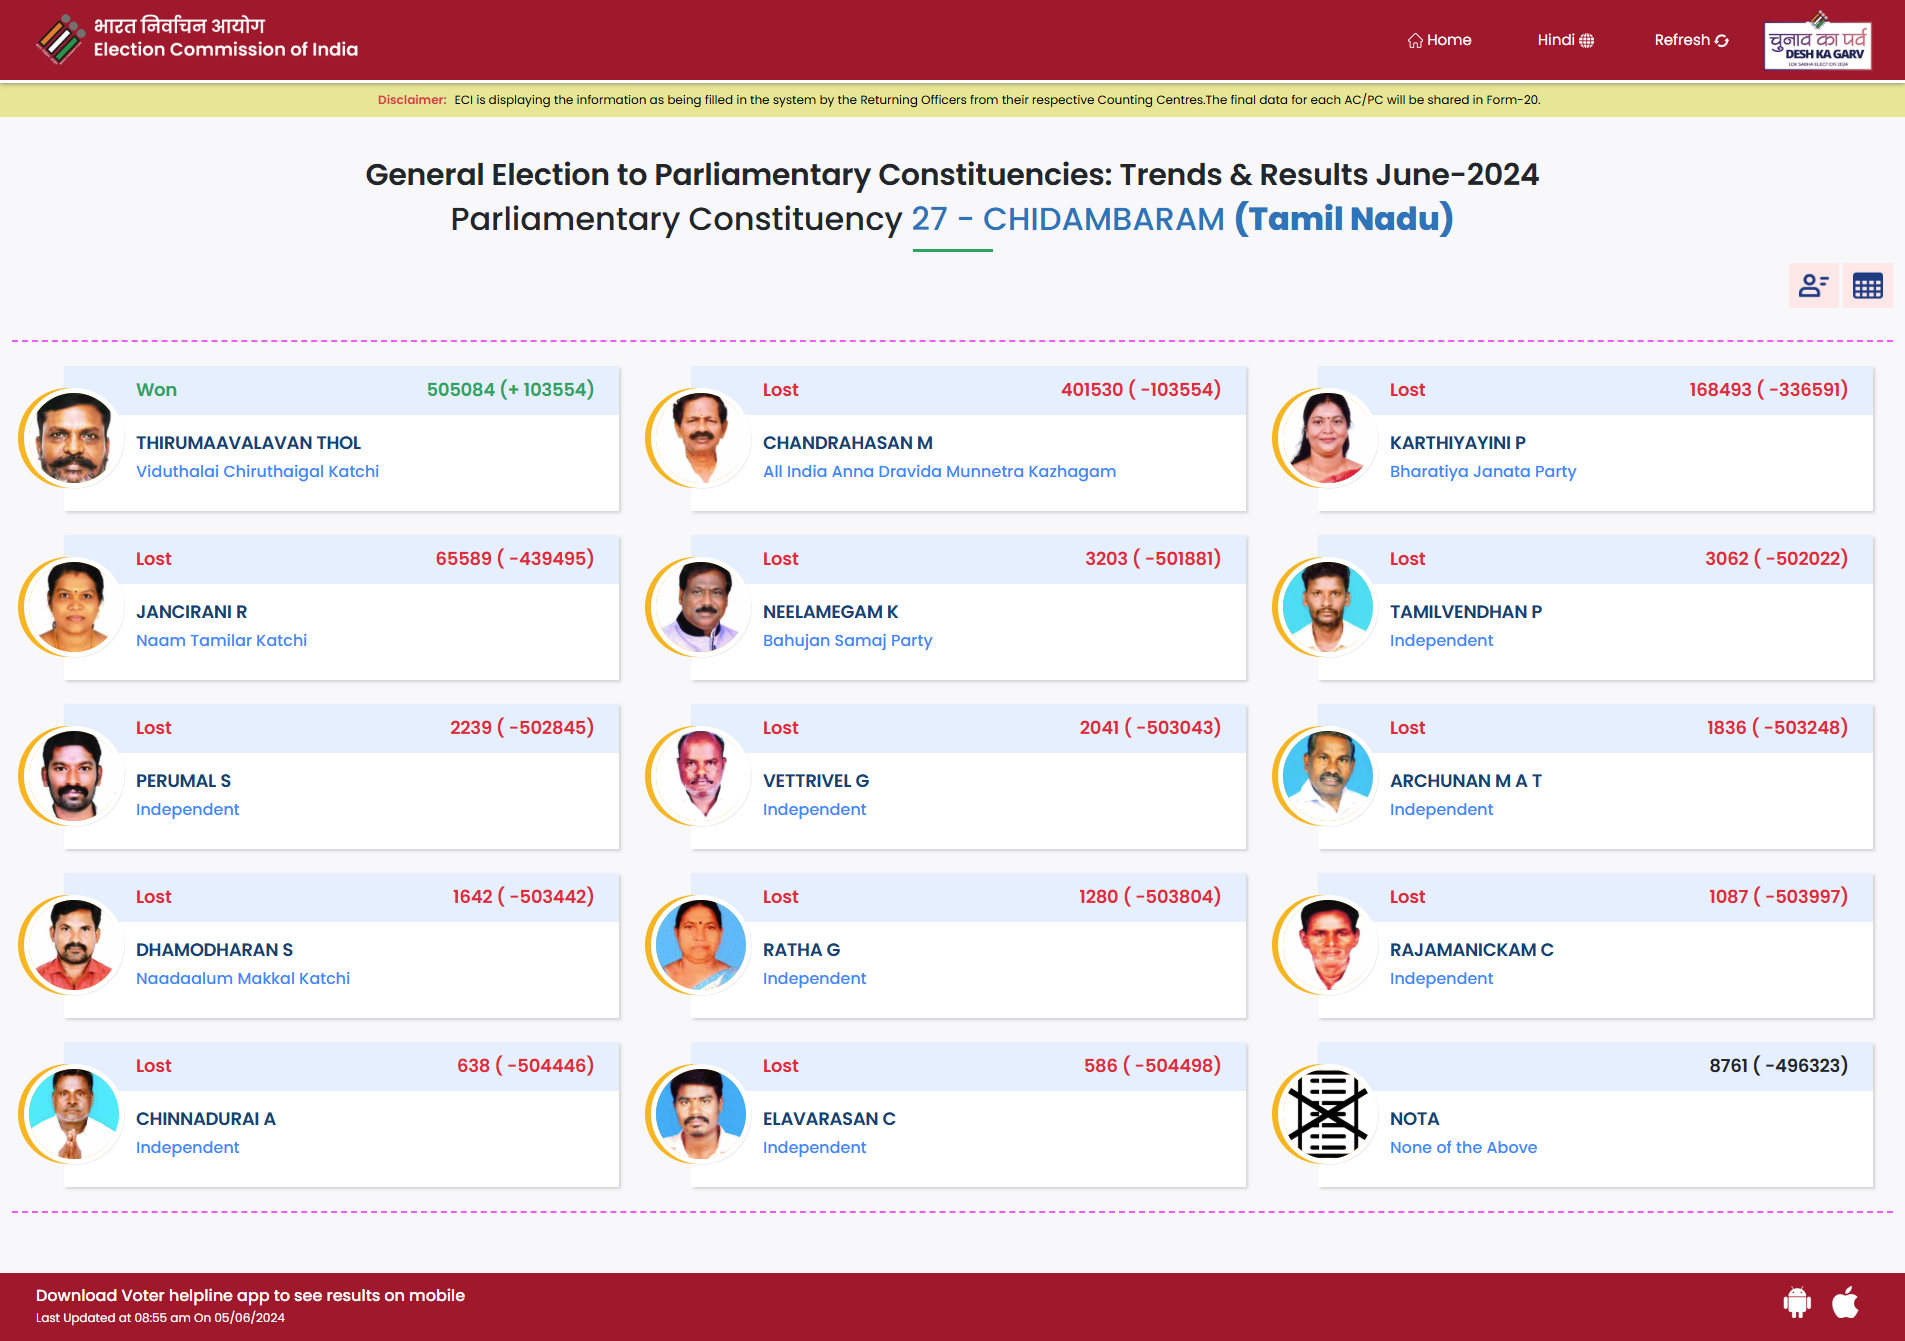 भारत निर्वाचन आयोग
Election Commission of India
Home
Hindi
Refresh
चुनाव का पर्व
DESH KA GARV
LOK SABHA ELECTION 2024
Disclaimer: ECI is displaying the information as being filled in the system by the Returning Officers from their respective Counting Centres.The final data for each AC/PC will be shared in Form-20.
General Election to Parliamentary Constituencies: Trends & Results June-2024
Parliamentary Constituency 27 - CHIDAMBARAM (Tamil Nadu)
Won 505084 (+ 103554)
THIRUMAAVALAVAN THOL
Viduthalai Chiruthaigal Katchi
Lost 401530 ( -103554)
CHANDRAHASAN M
All India Anna Dravida Munnetra Kazhagam
Lost 168493 ( -336591)
KARTHIYAYINI P
Bharatiya Janata Party
Lost 65589 ( -439495)
JANCIRANI R
Naam Tamilar Katchi
Lost 3203 ( -501881)
NEELAMEGAM K
Bahujan Samaj Party
Lost 3062 ( -502022)
TAMILVENDHAN P
Independent
Lost 2239 ( -502845)
PERUMAL S
Independent
Lost 2041 ( -503043)
VETTRIVEL G
Independent
Lost 1836 ( -503248)
ARCHUNAN M A T
Independent
Lost 1642 ( -503442)
DHAMODHARAN S
Naadaalum Makkal Katchi
Lost 1280 ( -503804)
RATHA G
Independent
Lost 1087 ( -503997)
RAJAMANICKAM C
Independent
Lost 638 ( -504446)
CHINNADURAI A
Independent
Lost 586 ( -504498)
ELAVARASAN C
Independent
8761 ( -496323)
NOTA
None of the Above
Download Voter helpline app to see results on mobile
Last Updated at 08:55 am On 05/06/2024